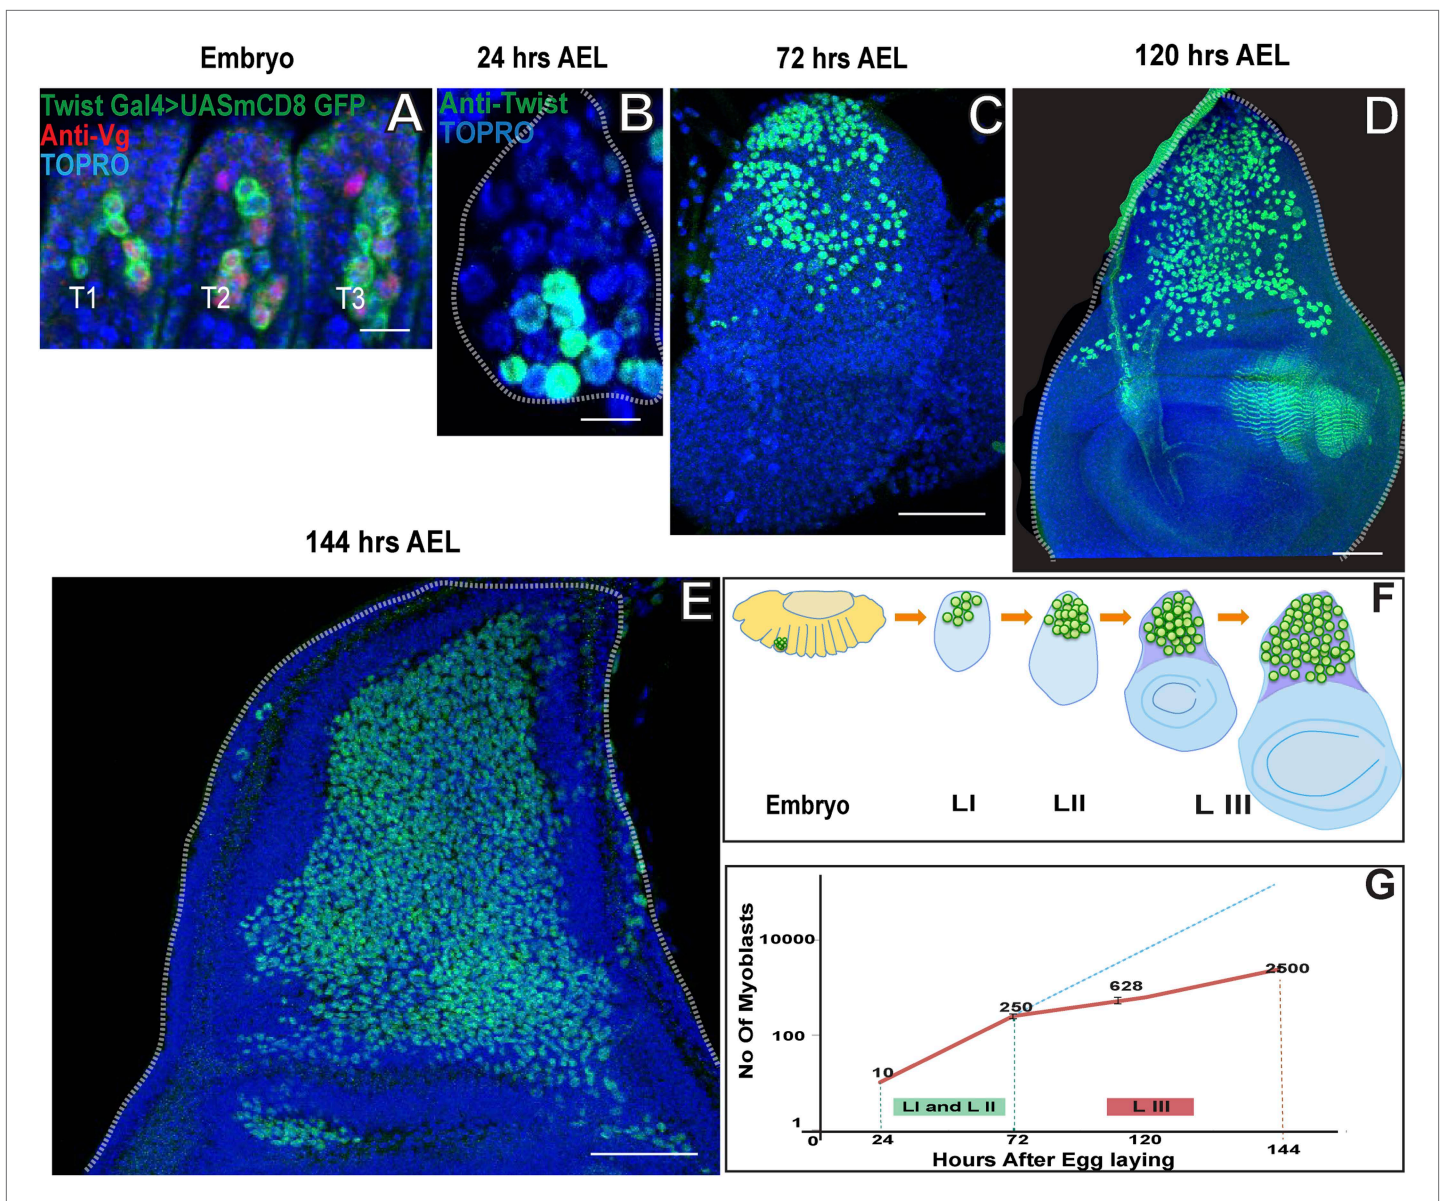 Embryo
24 hrs AEL
72 hrs AEL
120 hrs AEL
Twist Gal4>UASmCD8 GFP
A
Anti-Vg
TOPRO
T1
T2
T3
Anti-Twist
B
TOPRO
C
D
144 hrs AEL
E
F
Embryo
LI
LII
L III
G
No Of Myoblasts
10000
100
1
0
10
250
628
2500
LI and L II
L III
24
72
120
144
Hours After Egg laying